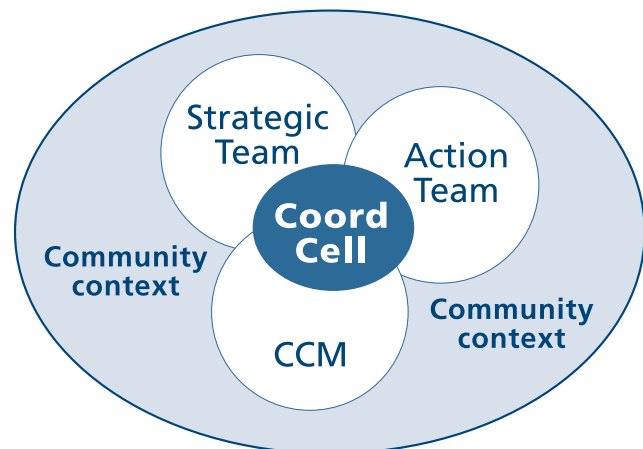 Strategic
Team
Action
Team
Coord
Cell
Community
context
Community
context
CCM